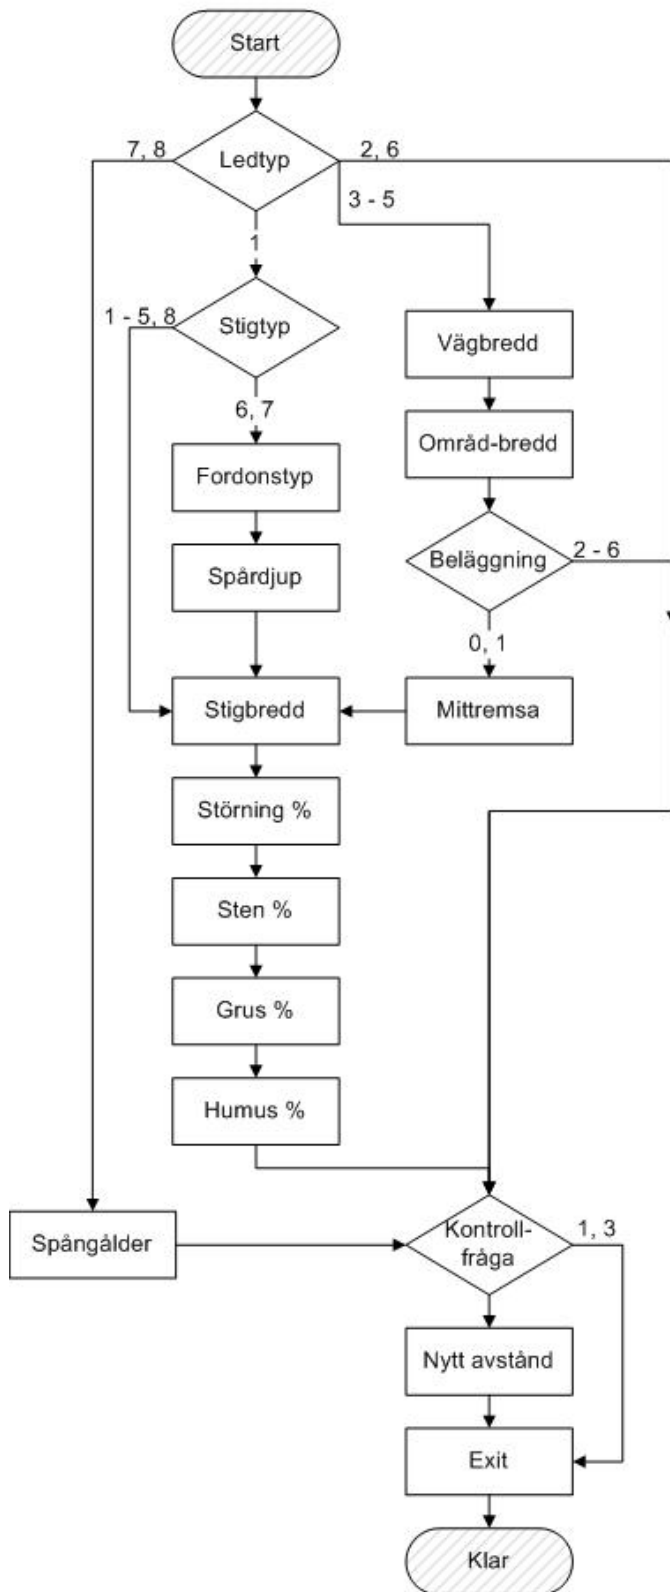 Start
Ledtyp
7, 8
2, 6
3 - 5
1
Stigtyp
1 - 5, 8
6, 7
Vägbredd
Områd-bredd
Fordonstyp
Beläggning
2 - 6
Spårdjup
0, 1
Stigbredd
Mittremsa
Störning %
Sten %
Grus %
Humus %
Spångålder
Kontroll-
fråga
1, 3
Nytt avstånd
Exit
Klar